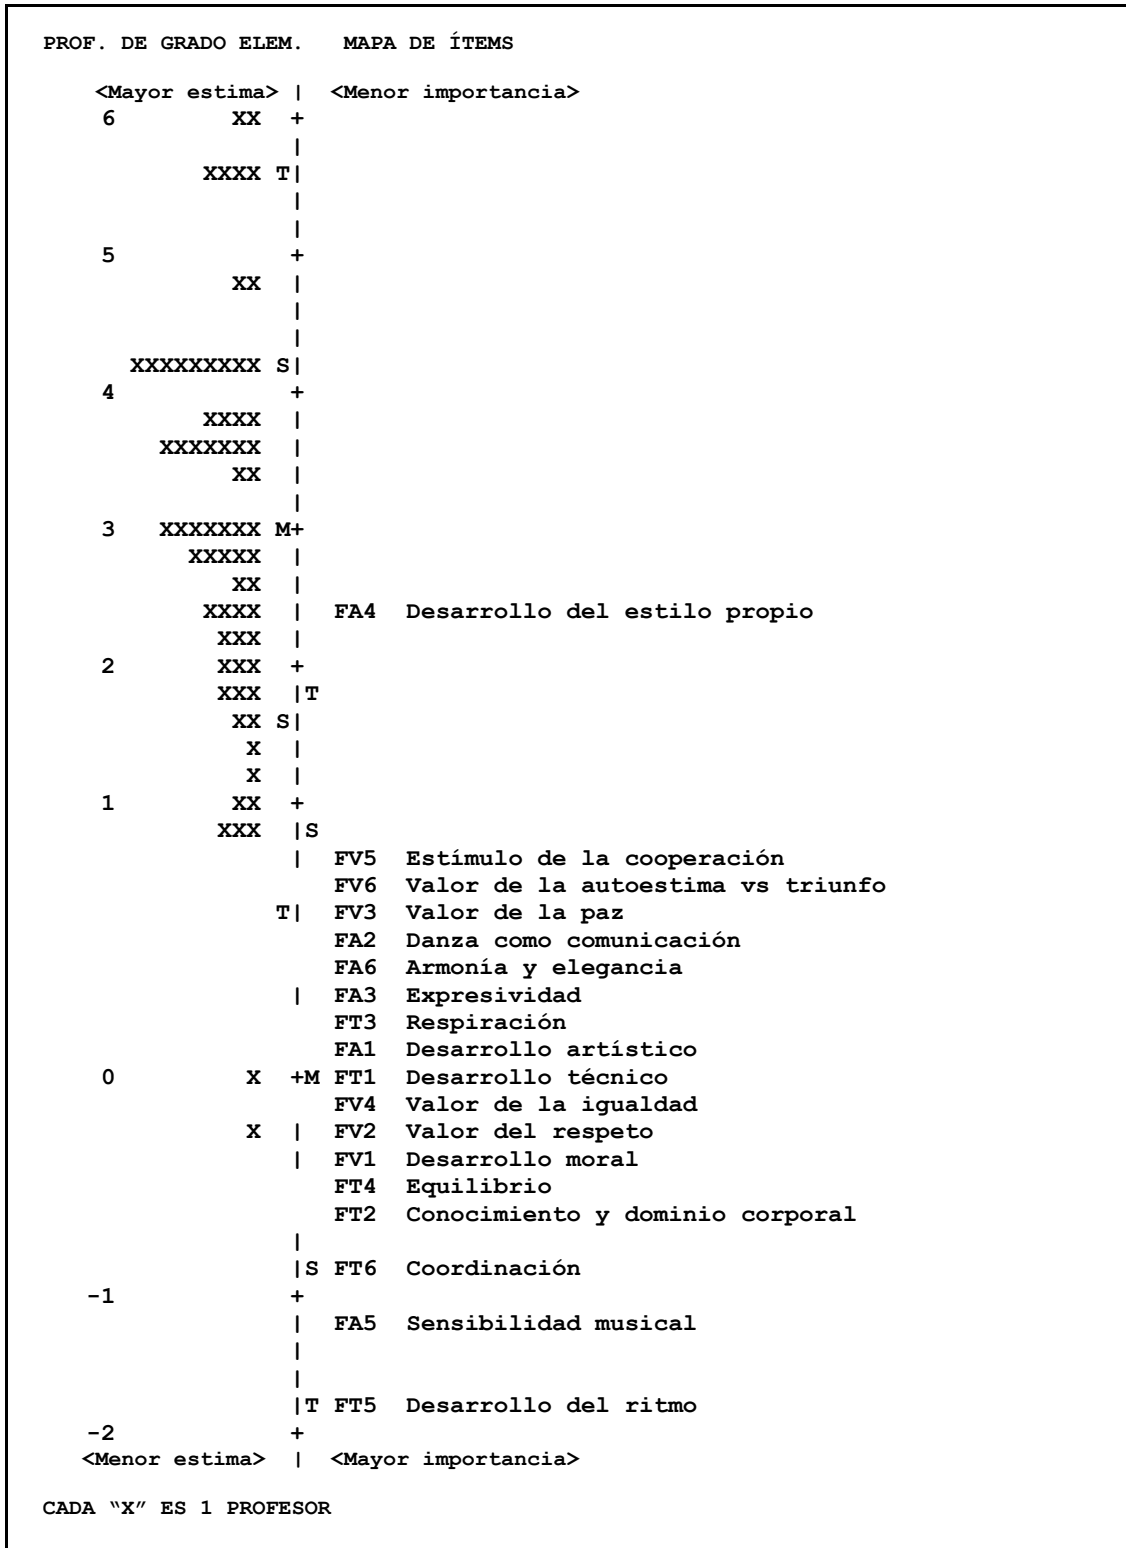 PROF. DE GRADO ELEM.   MAPA DE ÍTEMS
<Mayor estima> |  <Menor importancia>
6        XX  +
|
XXXX T|
|
|
5             +
XX  |
|
|
XXXXXXXXX S|
4             +
XXXX  |
XXXXXXX  |
XX  |
|
3   XXXXXXX M+
XXXXX  |
XX  |
XXXX  |  FA4  Desarrollo del estilo propio
XXX  |
2       XXX  +
XXX  |T
XX S|
X  |
X  |
1        XX  +
XXX  |S
|  FV5  Estímulo de la cooperación
FV6  Valor de la autoestima vs triunfo
T|  FV3  Valor de la paz
FA2  Danza como comunicación
FA6  Armonía y elegancia
|  FA3  Expresividad
FT3  Respiración
FA1  Desarrollo artístico
0         X  +M FT1  Desarrollo técnico
FV4  Valor de la igualdad
X  |  FV2  Valor del respeto
|  FV1  Desarrollo moral
FT4  Equilibrio
FT2  Conocimiento y dominio corporal
|
|S FT6  Coordinación
-1             +
|  FA5  Sensibilidad musical
|
|
|T FT5  Desarrollo del ritmo
-2             +
<Menor estima>  |  <Mayor importancia>
CADA “X” ES 1 PROFESOR